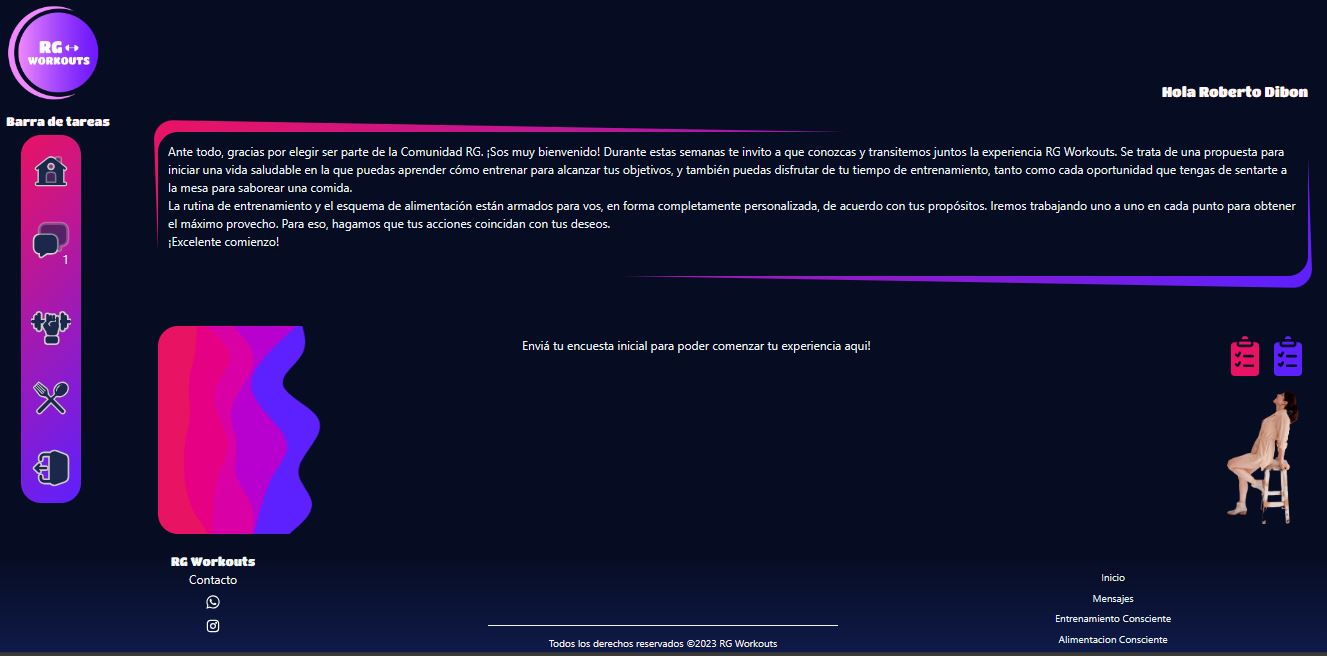 RG
WORKOUTS
Hola Roberto Dibon
Barra de tareas
1
Ante todo, gracias por elegir ser parte de la Comunidad RG. ¡Sos muy bienvenido! Durante estas semanas te invito a que conozcas y transitemos juntos la experiencia RG Workouts. Se trata de una propuesta para
iniciar una vida saludable en la que puedas aprender cómo entrenar para alcanzar tus objetivos, y también puedas disfrutar de tu tiempo de entrenamiento, tanto como cada oportunidad que tengas de sentarte a
la mesa para saborear una comida.
La rutina de entrenamiento y el esquema de alimentación están armados para vos, en forma completamente personalizada, de acuerdo con tus propósitos. Iremos trabajando uno a uno en cada punto para obtener
el máximo provecho. Para eso, hagamos que tus acciones coincidan con tus deseos.
¡Excelente comienzo!
Enviá tu encuesta inicial para poder comenzar tu experiencia aqui!
RG Workouts
Contacto
Inicio
Mensajes
Entrenamiento Consciente
Alimentacion Consciente
Todos los derechos reservados ©2023 RG Workouts